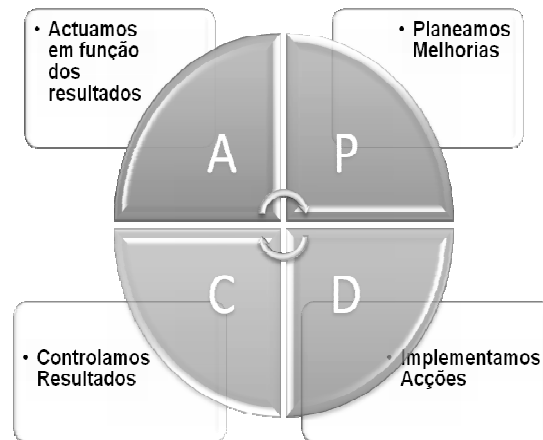 • Actuamos
em função
dos
resultados
• Planeamos
Melhorias
A
P
C
D
• Controlamos
Resultados
• Implementamos
Acções